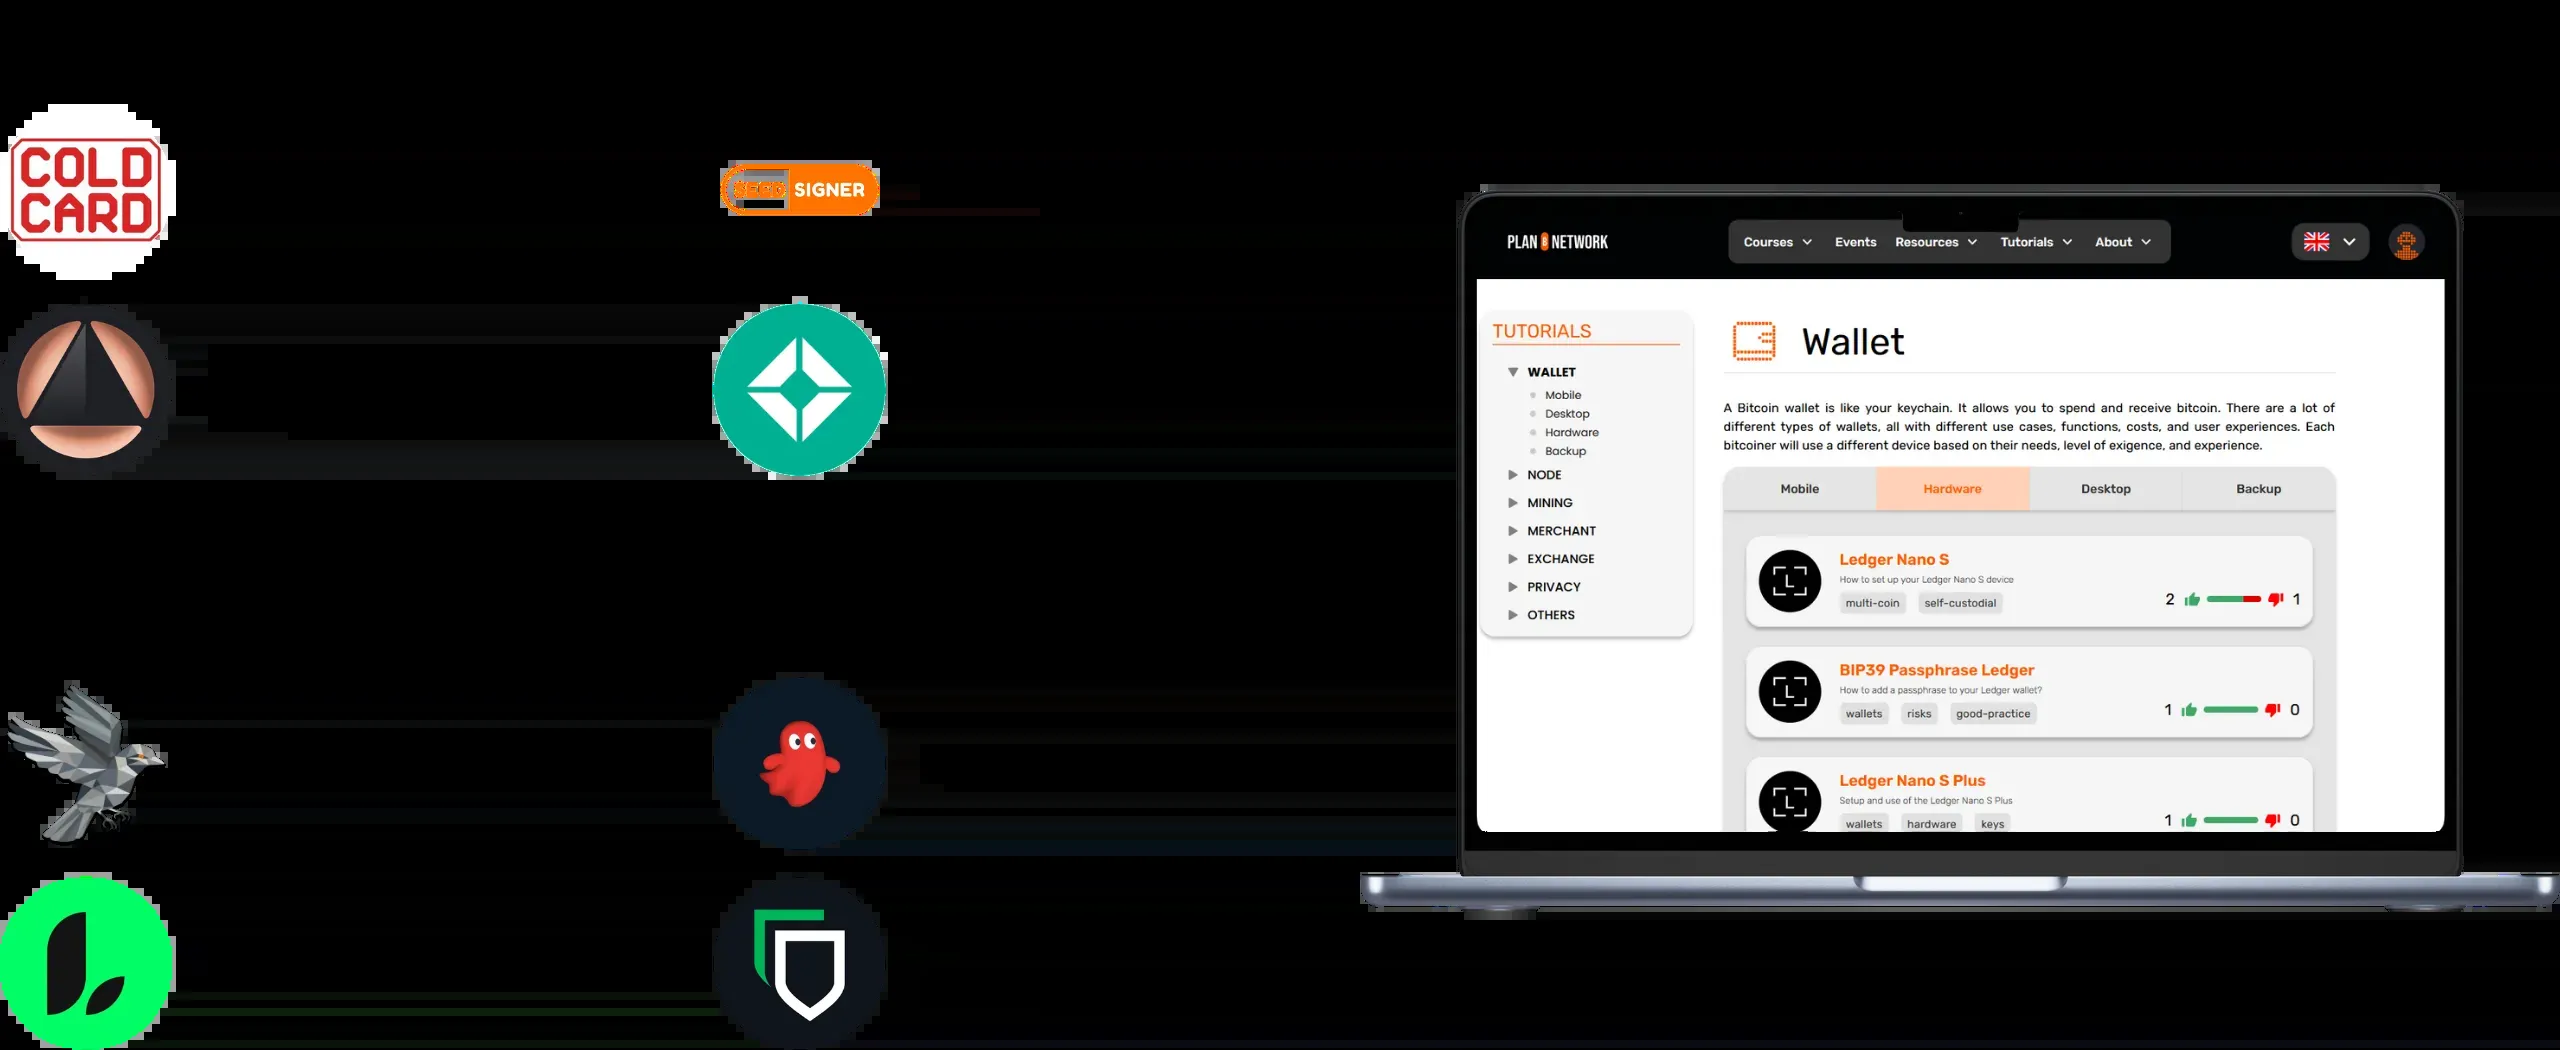 COLD
CARD
SEED SIGNER
PLAN B NETWORK
Courses
Events
Resources
Tutorials
About
TUTORIALS
WALLET
Mobile
Desktop
Hardware
Backup
NODE
MINING
MERCHANT
EXCHANGE
PRIVACY
OTHERS
Wallet
A Bitcoin wallet is like your keychain. It allows you to spend and receive bitcoin. There are a lot of
different types of wallets, all with different use cases, functions, costs, and user experiences. Each
bitcoiner will use a different device based on their needs, level of exigence, and experience.
Mobile
Hardware
Desktop
Backup
L
Ledger Nano S
How to set up your Ledger Nano S device
multi-coin self-custodial
2 1
L
BIP39 Passphrase Ledger
How to add a passphrase to your Ledger wallet?
wallets risks good-practice
1 0
L
Ledger Nano S Plus
Setup and use of the Ledger Nano S Plus
wallets hardware keys
1 0